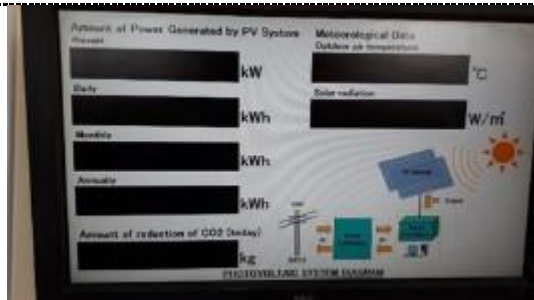 Amount of Power Generated by PV System
Present
kW
Daily
kWh
Monthly
kWh
Annually
kWh
Amount of reduction of CO2 (today)
kg
Meteorological Data
Outdoor air temperature
℃
Solar radiation
W/㎡
PHOTOVOLTAIC SYSTEM DIAGRAM